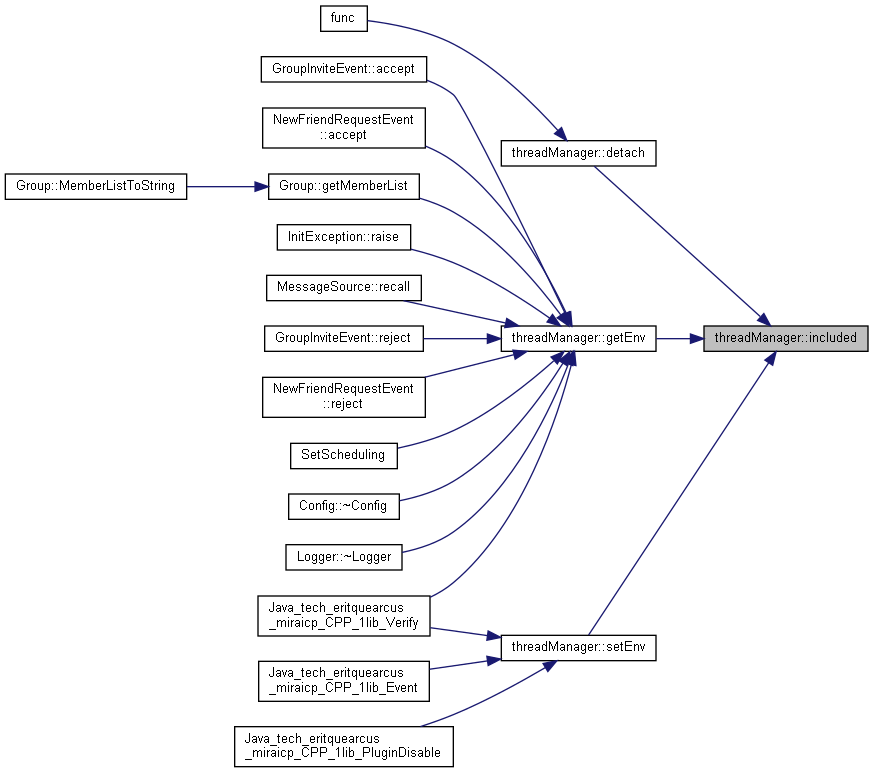 func
GroupInviteEvent::accept
NewFriendRequestEvent
::accept
threadManager::detach
Group::MemberListToString
Group::getMemberList
InitException::raise
MessageSource::recall
GroupInviteEvent::reject
threadManager::getEnv
threadManager::included
NewFriendRequestEvent
::reject
SetScheduling
Config::~Config
Logger::~Logger
Java_tech_eritquearcus
_miraicp_CPP_1lib_Verify
threadManager::setEnv
Java_tech_eritquearcus
_miraicp_CPP_1lib_Event
Java_tech_eritquearcus
_miraicp_CPP_1lib_PluginDisable